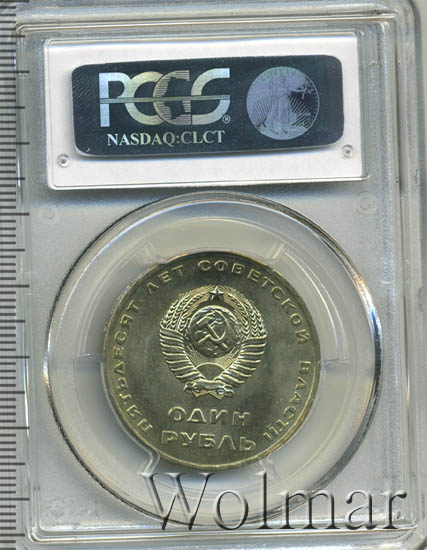 PCGS
®
NASDAQ:CLCT
ПЯТЬДЕСЯТ ЛЕТ СОВЕТСКОЙ ВЛАСТИ
ОДИН
РУБЛЬ
Wolmar